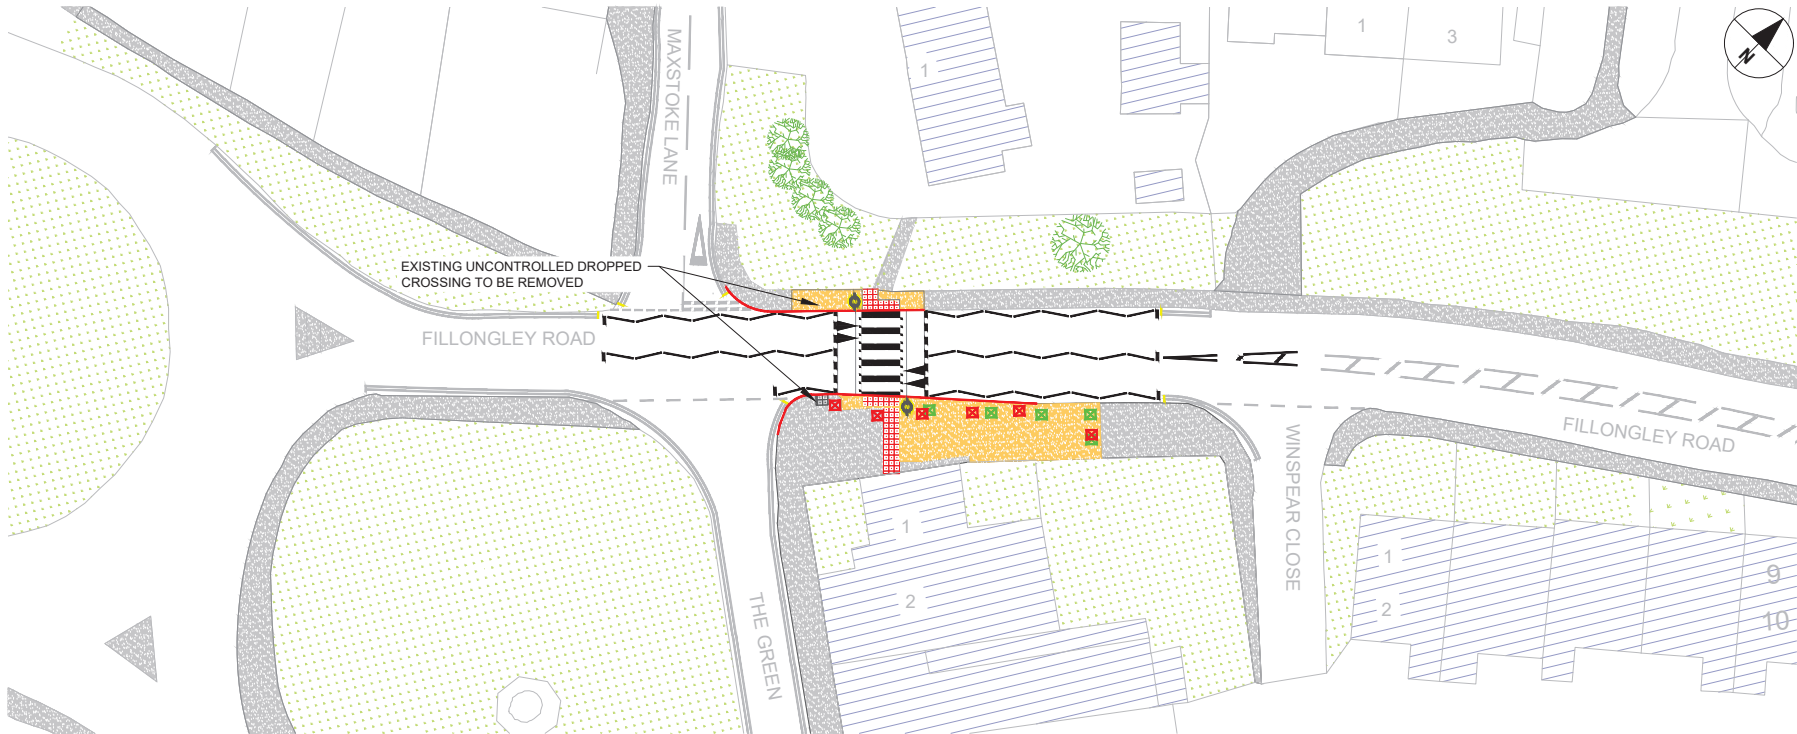 MAXSTOKE LANE
1
1
3
N
EXISTING UNCONTROLLED DROPPED
CROSSING TO BE REMOVED
FILLONGLEY ROAD
FILLONGLEY ROAD
WINSPEAR CLOSE
THE GREEN
1
2
1
2
9
10